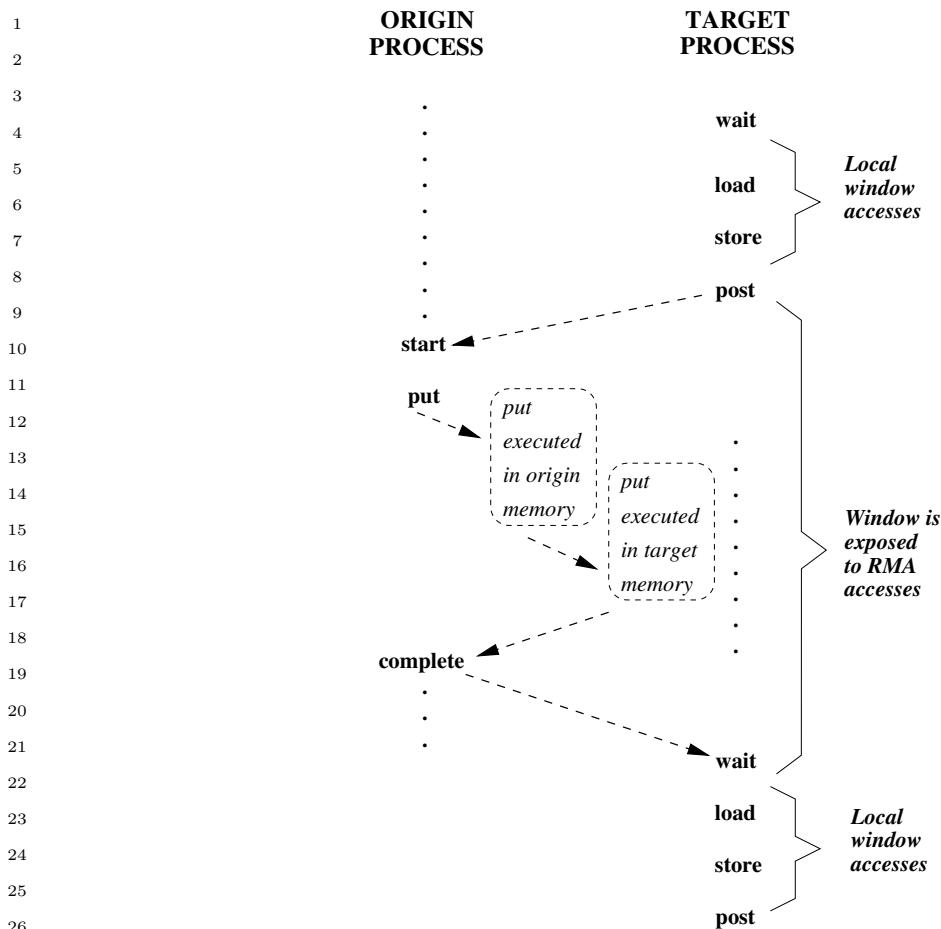 1
ORIGIN PROCESS
TARGET PROCESS
2
3
wait
4
5
load
Local
window
accesses
6
store
7
8
post
9
start
10
11
put
12
put
executed
in origin
memory
13
14
put
executed
in target
memory
15
Window is
exposed
to RMA
accesses
16
17
18
complete
19
20
21
wait
22
load
23
Local
window
accesses
24
store
25
post
26